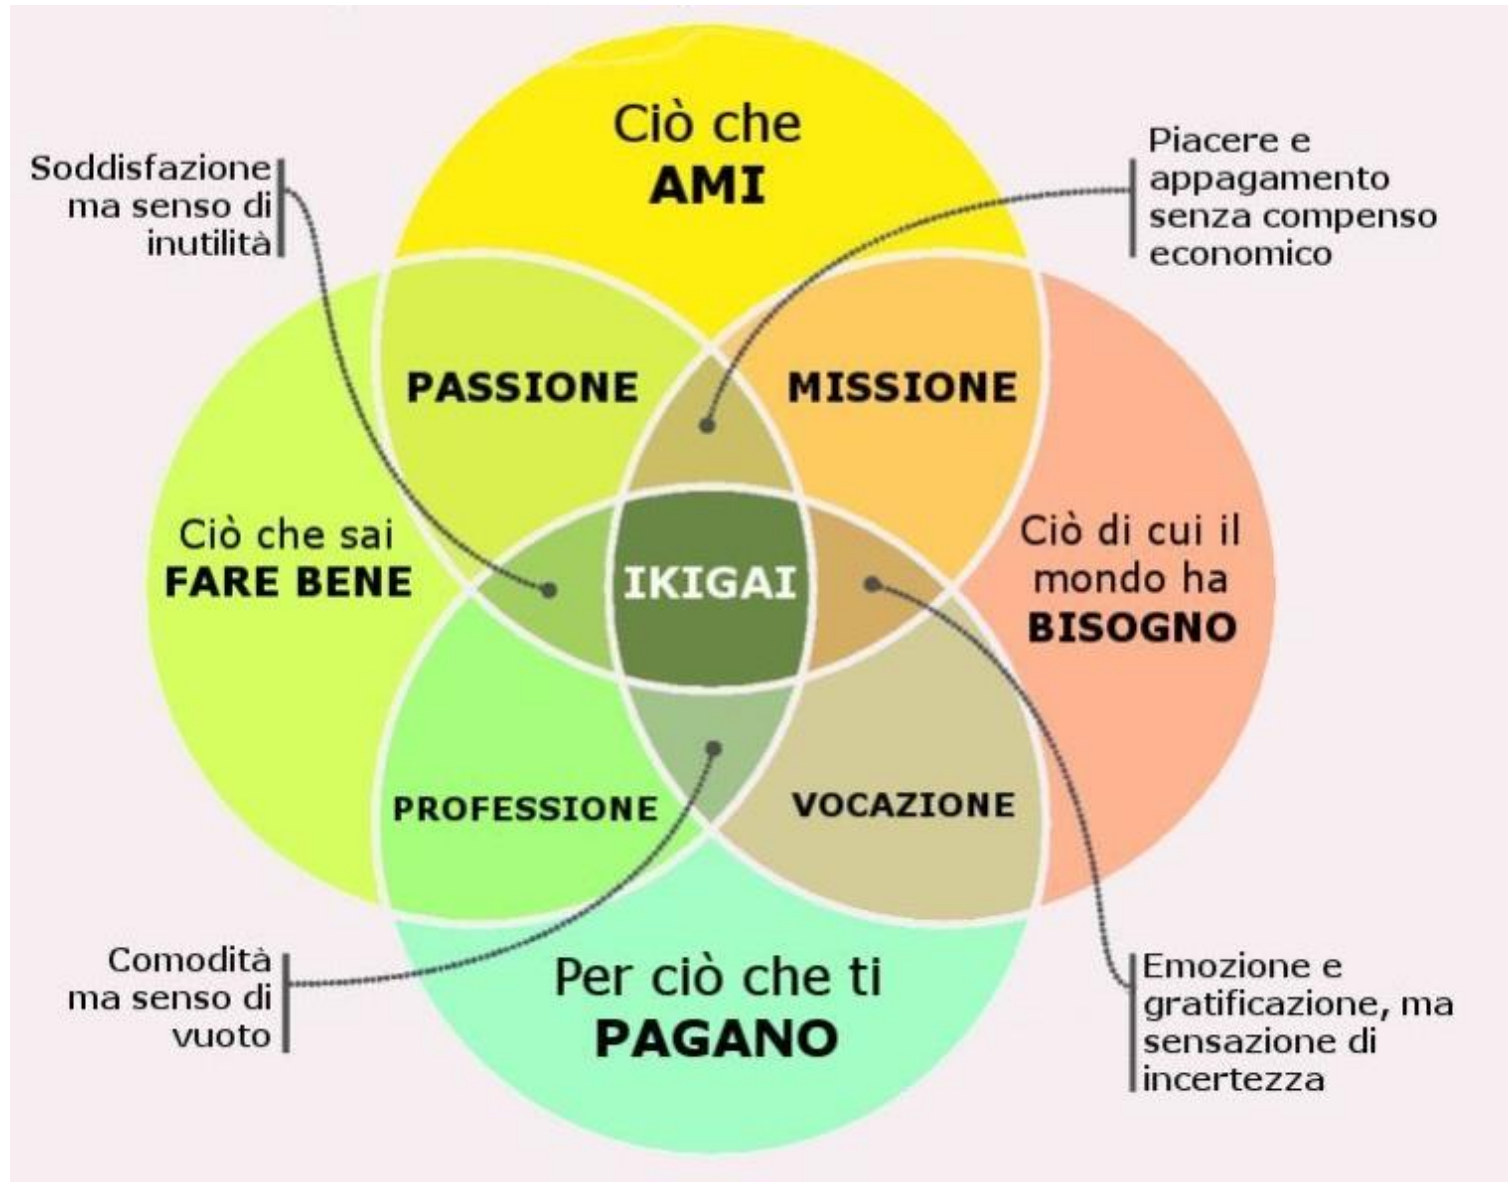 Ciò che
AMI
Soddisfazione
ma senso di
inutilità
Piacere e
appagamento
senza compenso
economico
PASSIONE
MISSIONE
Ciò che sai
FARE BENE
IKIGAI
Ciò di cui il
mondo ha
BISOGNO
PROFESSIONE
VOCAZIONE
Comodità
ma senso di
vuoto
Per ciò che ti
PAGANO
Emozione e
gratificazione, ma
sensazione di
incertezza